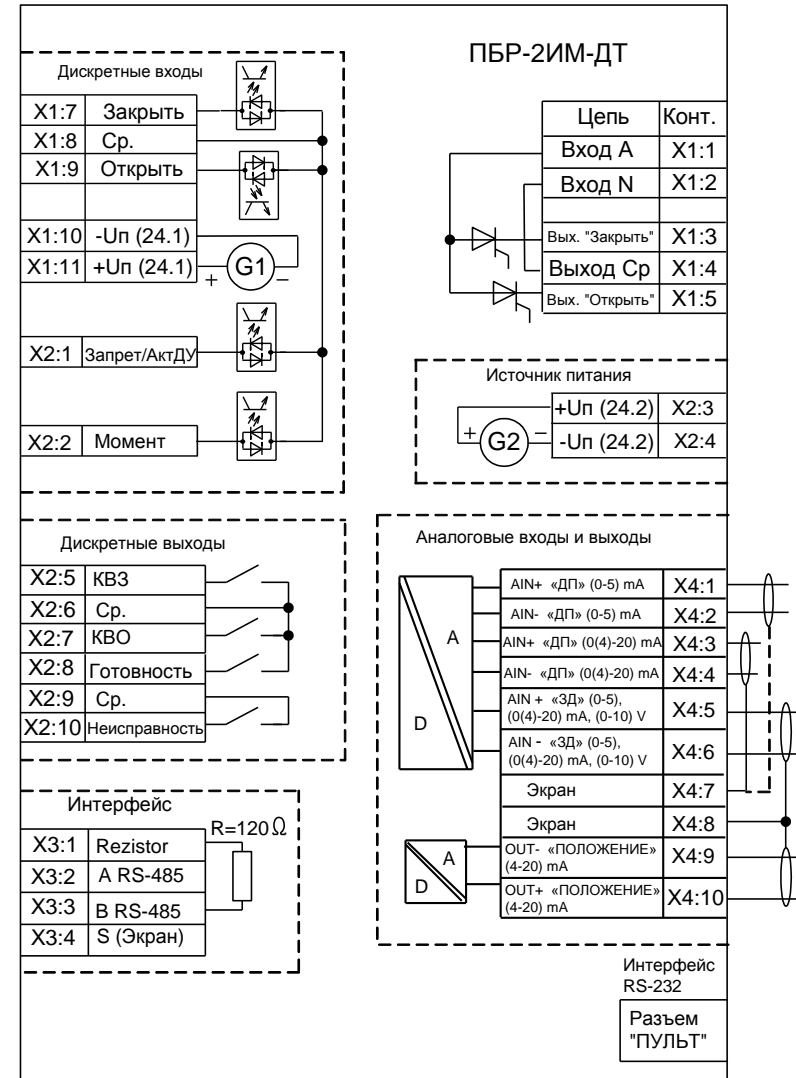 ПБР-2ИМ-ДТ
Дискретные входы
X1:7 Закрыть
X1:8 Ср.
X1:9 Открыть
X1:10 -Uп (24.1)
X1:11 +Uп (24.1)
+ G1 −
X2:1 Запрет/АктДУ
X2:2 Момент
Цепь Конт.
Вход А X1:1
Вход N X1:2
Вых. "Закрыть" X1:3
Выход Ср X1:4
Вых. "Открыть" X1:5
Источник питания
+Uп (24.2) X2:3
-Uп (24.2) X2:4
+ G2 −
Дискретные выходы
X2:5 КВЗ
X2:6 Ср.
X2:7 КВО
X2:8 Готовность
X2:9 Ср.
X2:10 Неисправность
Аналоговые входы и выходы
A
D
AIN+ «ДП» (0-5) mA X4:1
AIN- «ДП» (0-5) mA X4:2
AIN+ «ДП» (0(4)-20) mA X4:3
AIN- «ДП» (0(4)-20) mA X4:4
AIN + «ЗД» (0-5),
(0(4)-20) mA, (0-10) V X4:5
AIN - «ЗД» (0-5),
(0(4)-20) mA, (0-10) V X4:6
Экран X4:7
Экран X4:8
A
D
OUT- «ПОЛОЖЕНИЕ»
(4-20) mA X4:9
OUT+ «ПОЛОЖЕНИЕ»
(4-20) mA X4:10
Интерфейс
R=120 Ω
X3:1 Rezistor
X3:2 A RS-485
X3:3 B RS-485
X3:4 S (Экран)
Интерфейс
RS-232
Разъем
"ПУЛЬТ"